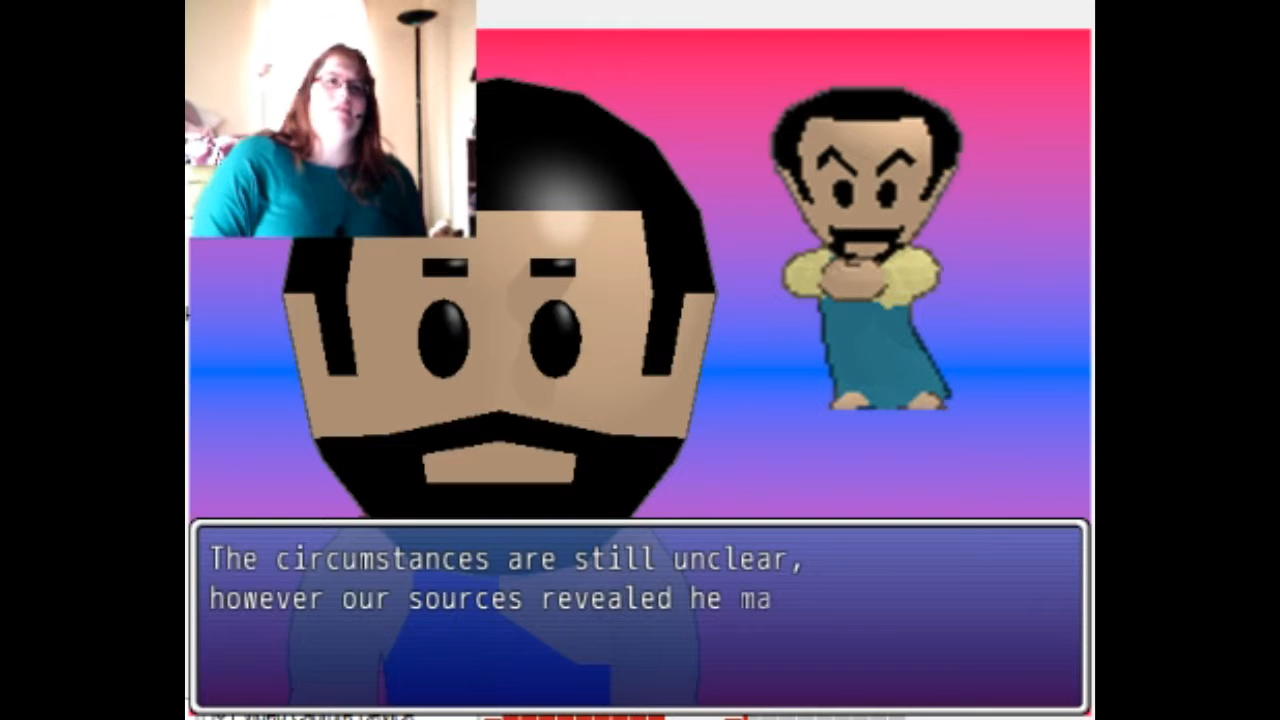 The circumstances are still unclear,
however our sources revealed he ma